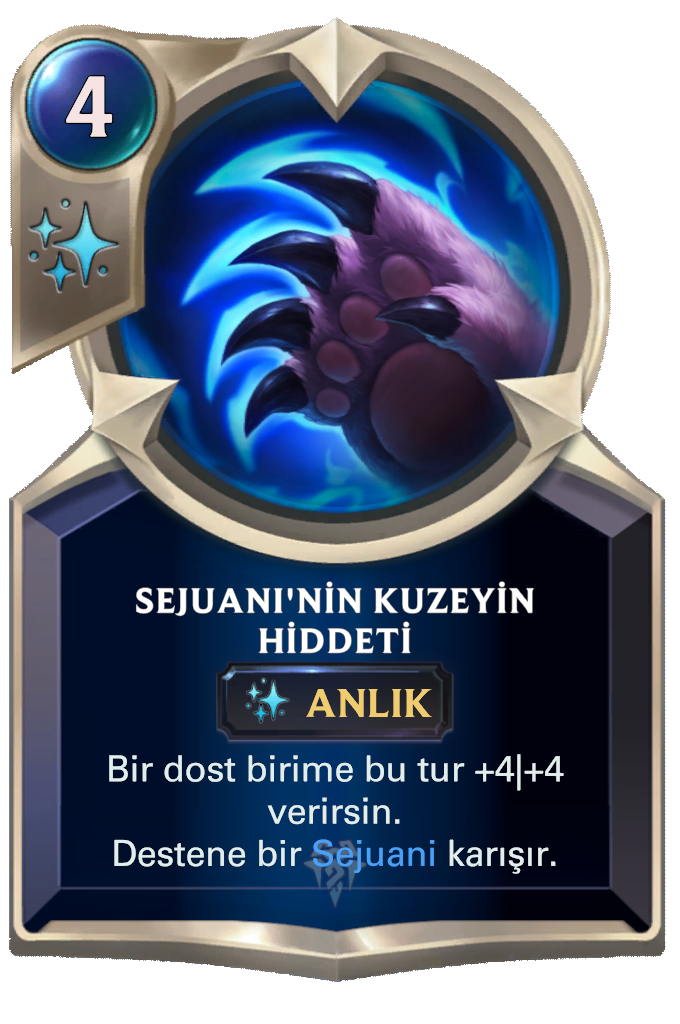 4
SEJUANI'NİN KUZEYİN
HİDDETİ
ANLIK
Bir dost birime bu tur +4|+4
verirsin.
Destene bir Sejuani karışır.